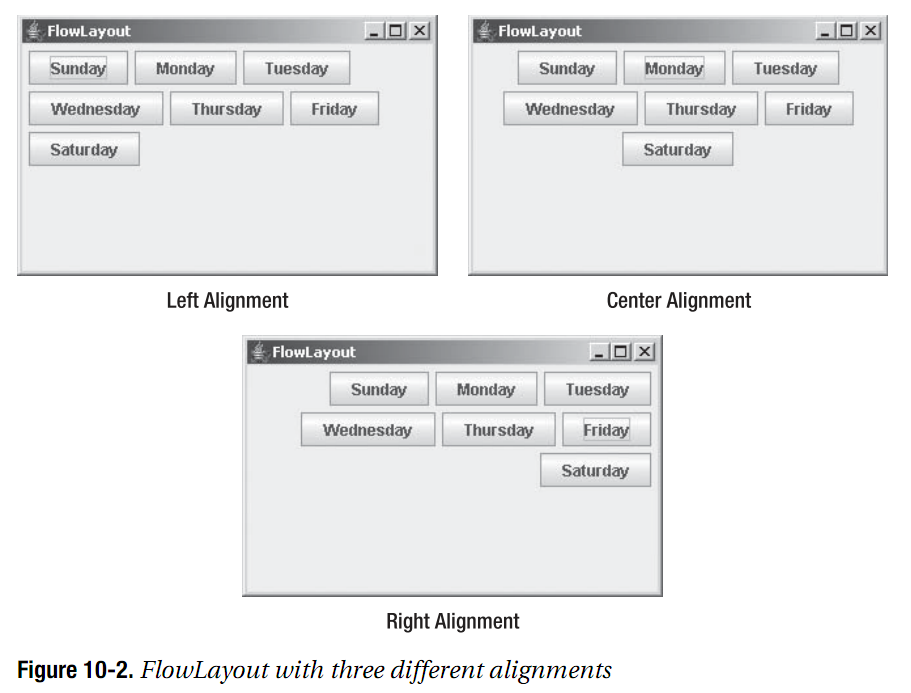 FlowLayout
Sunday Monday Tuesday
Wednesday Thursday Friday
Saturday
Left Alignment
FlowLayout
Sunday Monday Tuesday
Wednesday Thursday Friday
Saturday
Center Alignment
FlowLayout
Sunday Monday Tuesday
Wednesday Thursday Friday
Saturday
Right Alignment
Figure 10-2. FlowLayout with three different alignments